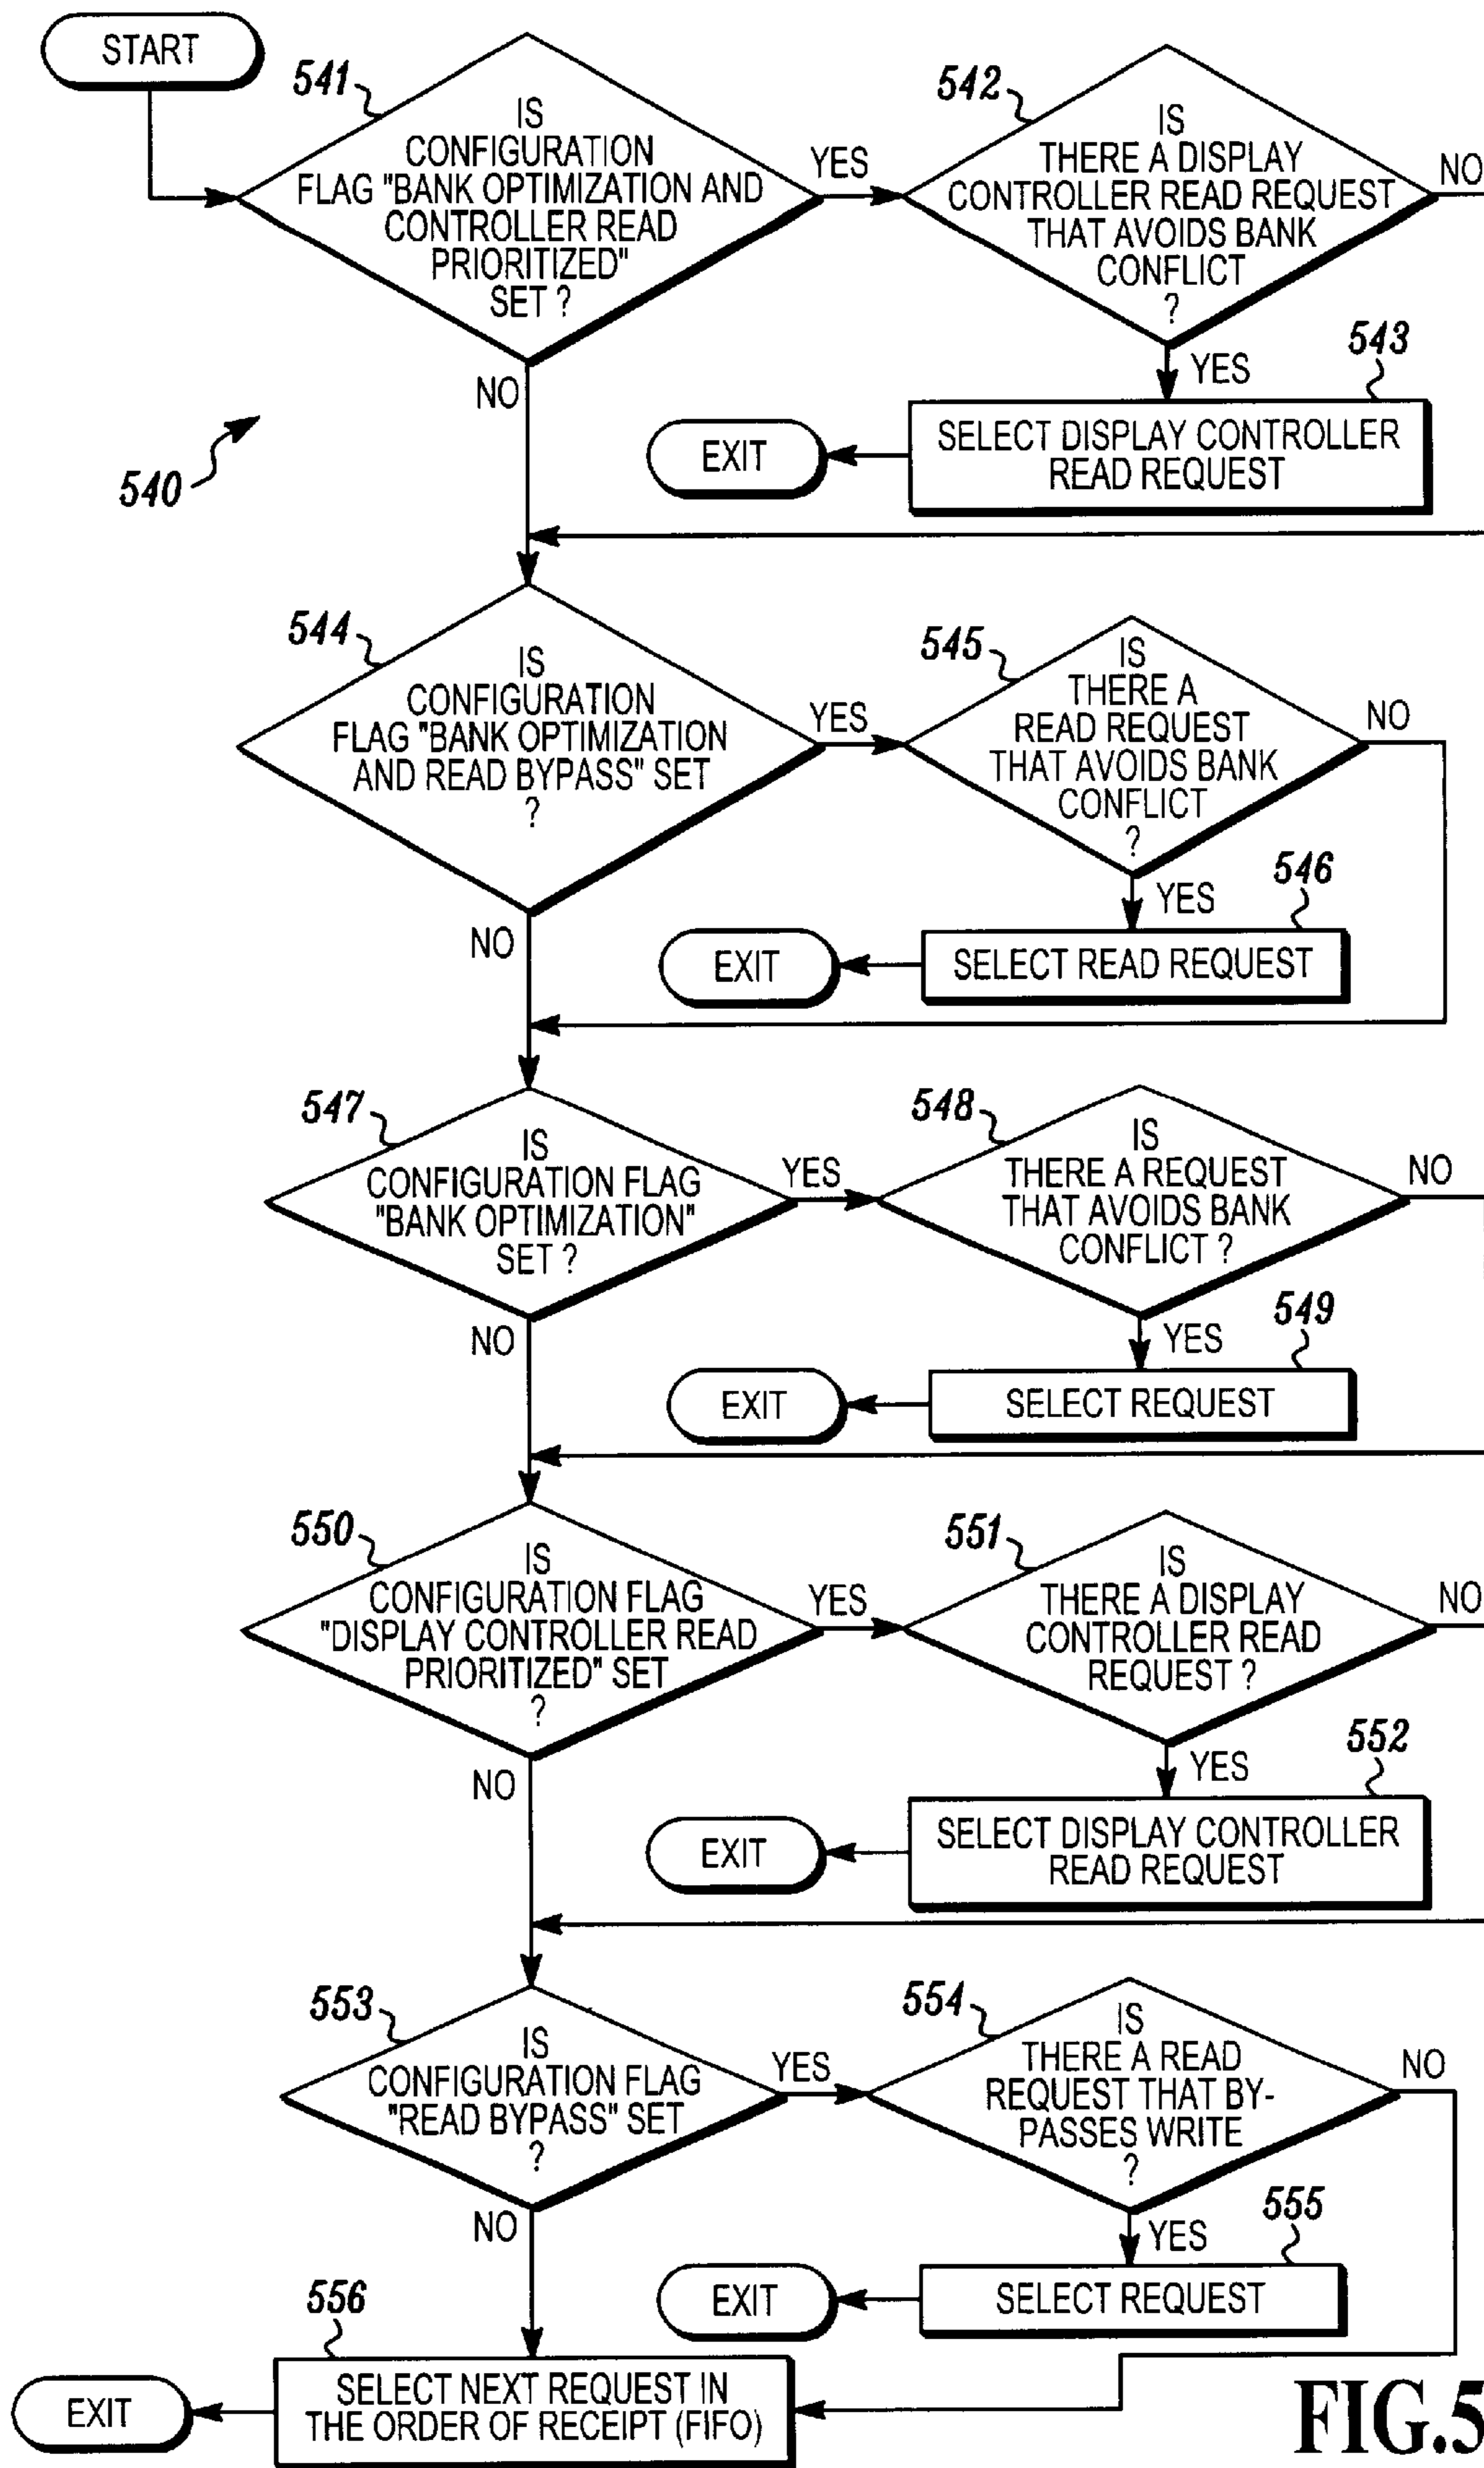 START
541
IS
CONFIGURATION
FLAG "BANK OPTIMIZATION AND
CONTROLLER READ
PRIORITIZED"
SET ?
YES
NO
542
IS
THERE A DISPLAY
CONTROLLER READ REQUEST
THAT AVOIDS BANK
CONFLICT
?
NO
YES
543
SELECT DISPLAY CONTROLLER
READ REQUEST
EXIT
540
544
IS
CONFIGURATION
FLAG "BANK OPTIMIZATION
AND READ BYPASS" SET
?
YES
NO
545
IS
THERE A
READ REQUEST
THAT AVOIDS BANK
CONFLICT
?
NO
YES
546
SELECT READ REQUEST
EXIT
547
IS
CONFIGURATION FLAG
"BANK OPTIMIZATION"
SET ?
YES
NO
548
IS
THERE A REQUEST
THAT AVOIDS BANK
CONFLICT ?
NO
YES
549
SELECT REQUEST
EXIT
550
IS
CONFIGURATION FLAG
"DISPLAY CONTROLLER READ
PRIORITIZED" SET
?
YES
NO
551
IS
THERE A DISPLAY
CONTROLLER READ
REQUEST ?
NO
YES
552
SELECT DISPLAY CONTROLLER
READ REQUEST
EXIT
553
IS
CONFIGURATION FLAG
"READ BYPASS" SET
?
YES
NO
554
IS
THERE A READ
REQUEST THAT BY-
PASSES WRITE
?
NO
YES
555
SELECT REQUEST
EXIT
556
SELECT NEXT REQUEST IN
THE ORDER OF RECEIPT (FIFO)
EXIT
FIG.5